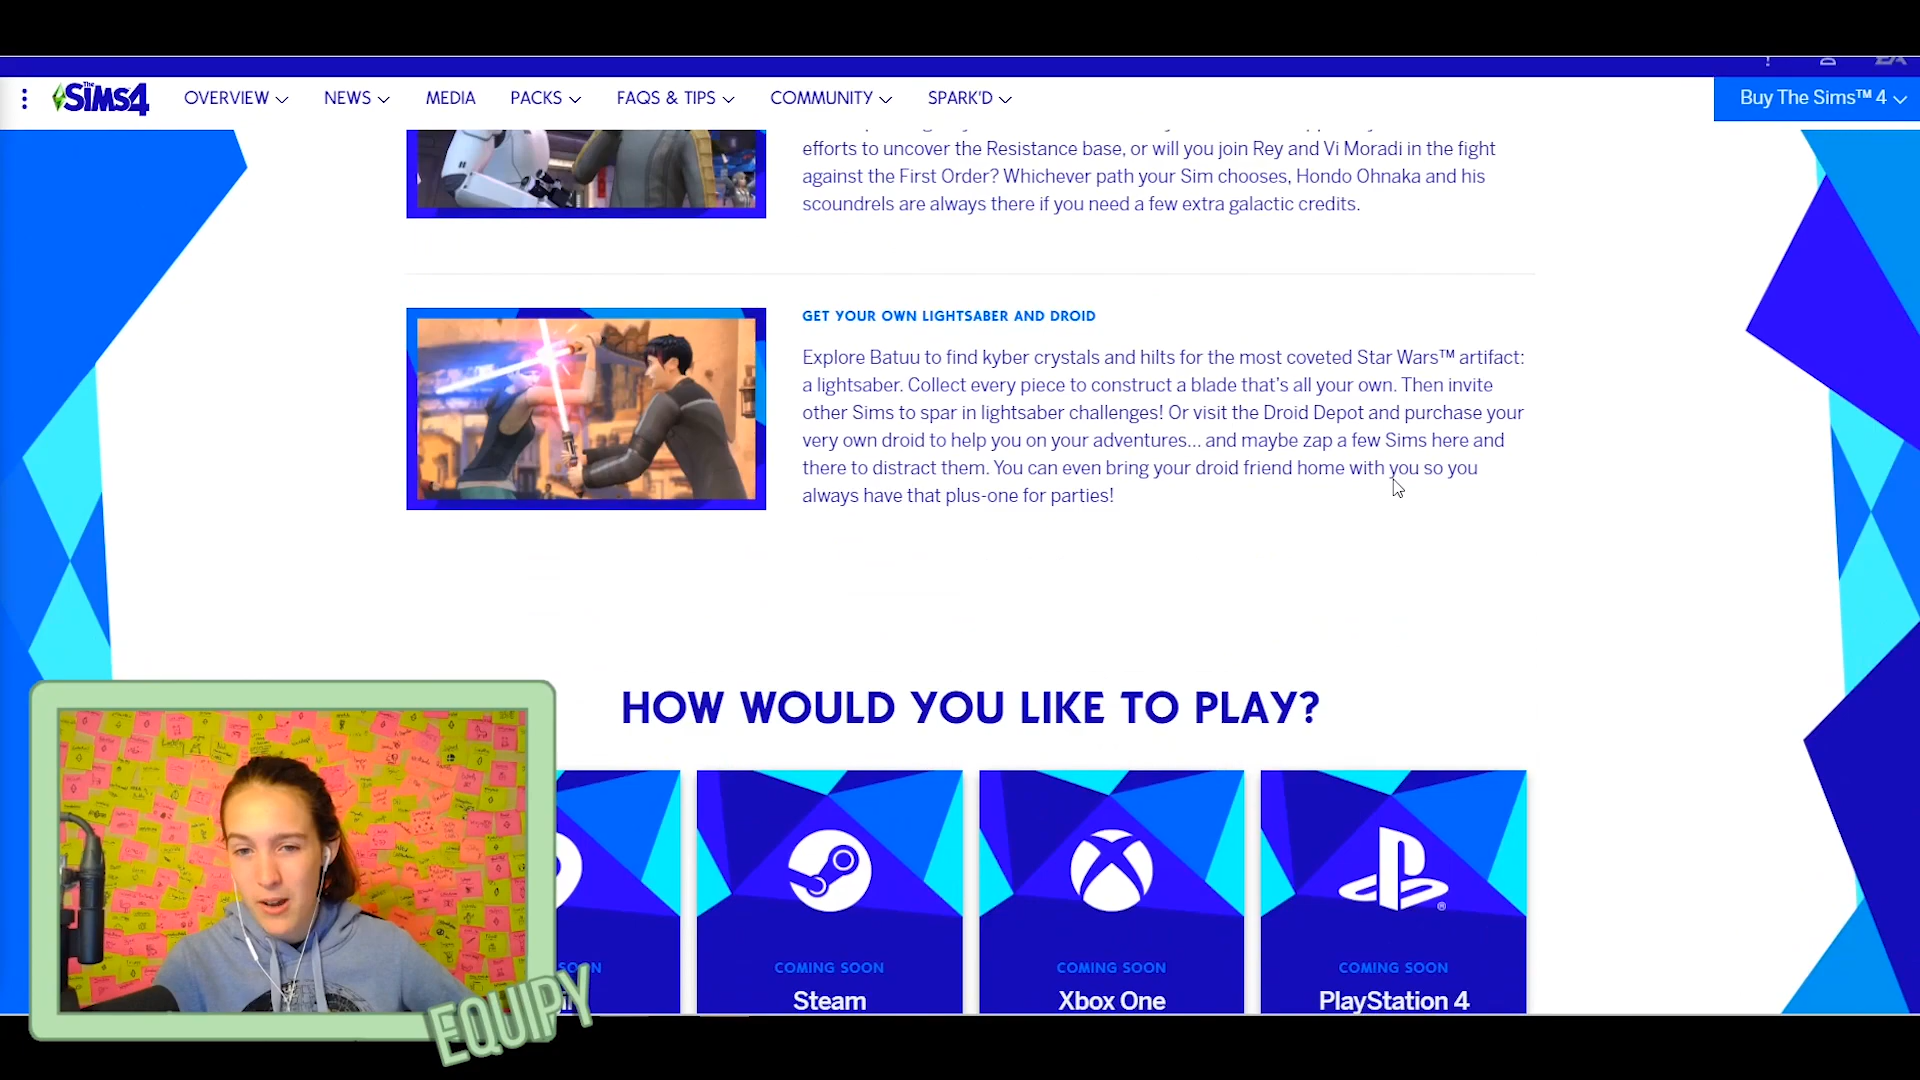 The SiMS4
OVERVIEW
NEWS
MEDIA
PACKS
FAQS & TIPS
COMMUNITY
SPARK'D
Buy The Sims™ 4
efforts to uncover the Resistance base, or will you join Rey and Vi Moradi in the fight
against the First Order? Whichever path your Sim chooses, Hondo Ohnaka and his
scoundrels are always there if you need a few extra galactic credits.
GET YOUR OWN LIGHTSABER AND DROID
Explore Batuu to find kyber crystals and hilts for the most coveted Star Wars™ artifact:
a lightsaber. Collect every piece to construct a blade that's all your own. Then invite
other Sims to spar in lightsaber challenges! Or visit the Droid Depot and purchase your
very own droid to help you on your adventures... and maybe zap a few Sims here and
there to distract them. You can even bring your droid friend home with you so you
always have that plus-one for parties!
HOW WOULD YOU LIKE TO PLAY?
COMING SOON
Steam
COMING SOON
Xbox One
COMING SOON
PlayStation 4
EQUIPY